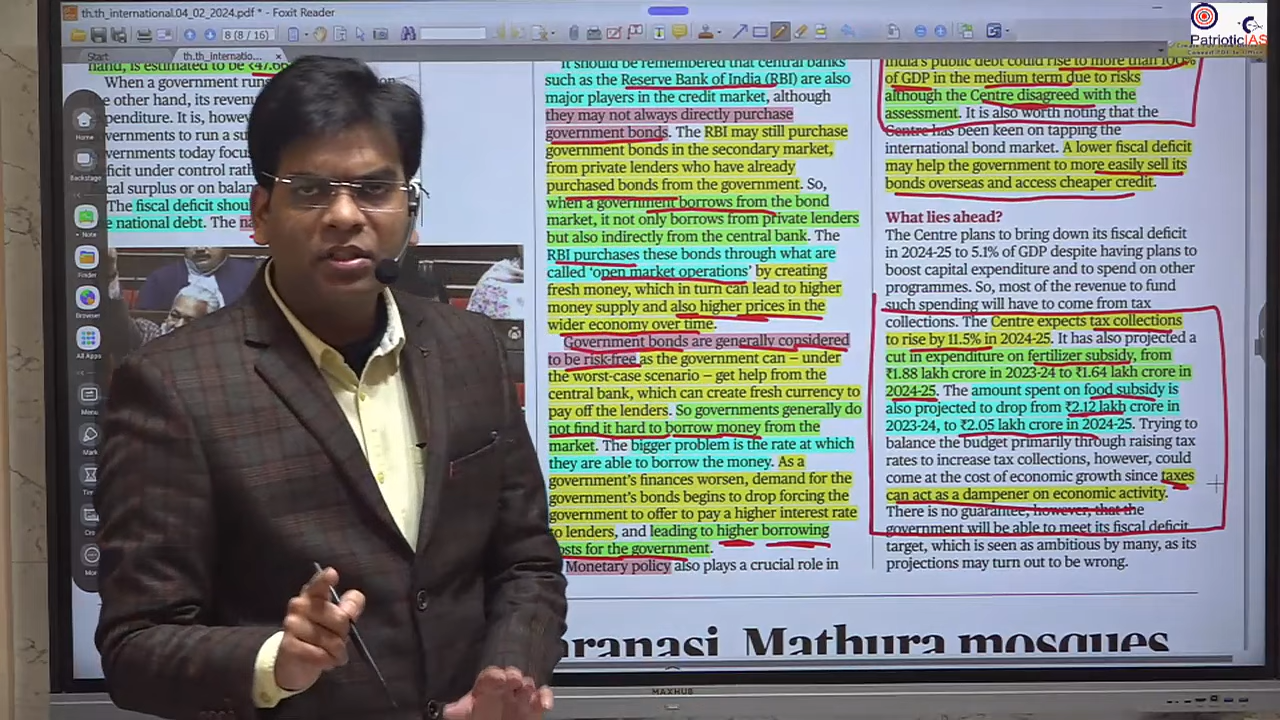 th.th_international.04_02_2024.pdf * - Foxit Reader
8 (8 / 16)
Start
th.th_internatio...
PatrioticIAS
hand, is estimated to be ₹47.66
When a government run
e other hand, its reven
penditure. It is, howev
vernments to run a su
vernments today focus
ficit under control rath
cal surplus or on balan
The fiscal deficit shoul
e national debt. The na
Home
Backstage
Note
Finder
Browser
All Apps
Menu
Mark
It should be remembered that central banks
such as the Reserve Bank of India (RBI) are also
major players in the credit market, although
they may not always directly purchase
government bonds. The RBI may still purchase
government bonds in the secondary market,
from private lenders who have already
purchased bonds from the government. So,
when a government borrows from the bond
market, it not only borrows from private lenders
but also indirectly from the central bank. The
RBI purchases these bonds through what are
called ‘open market operations’ by creating
fresh money, which in turn can lead to higher
money supply and also higher prices in the
wider economy over time.
Government bonds are generally considered
to be risk-free as the government can — under
the worst-case scenario — get help from the
central bank, which can create fresh currency to
pay off the lenders. So governments generally do
not find it hard to borrow money from the
market. The bigger problem is the rate at which
they are able to borrow the money. As a
government’s finances worsen, demand for the
government’s bonds begins to drop forcing the
government to offer to pay a higher interest rate
to lenders, and leading to higher borrowing
costs for the government.
Monetary policy also plays a crucial role in
India’s public debt could rise to more than 100%
of GDP in the medium term due to risks
although the Centre disagreed with the
assessment. It is also worth noting that the
Centre has been keen on tapping the
international bond market. A lower fiscal deficit
may help the government to more easily sell its
bonds overseas and access cheaper credit.
What lies ahead?
The Centre plans to bring down its fiscal deficit
in 2024-25 to 5.1% of GDP despite having plans to
boost capital expenditure and to spend on other
programmes. So, most of the revenue to fund
such spending will have to come from tax
collections. The Centre expects tax collections
to rise by 11.5% in 2024-25. It has also projected a
cut in expenditure on fertilizer subsidy, from
₹1.88 lakh crore in 2023-24 to ₹1.64 lakh crore in
2024-25. The amount spent on food subsidy is
also projected to drop from ₹2.12 lakh crore in
2023-24, to ₹2.05 lakh crore in 2024-25. Trying to
balance the budget primarily through raising tax
rates to increase tax collections, however, could
come at the cost of economic growth since taxes
can act as a dampener on economic activity.
There is no guarantee, however, that the
government will be able to meet its fiscal deficit
target, which is seen as ambitious by many, as its
projections may turn out to be wrong.
aranasi, Mathura mosques
MAXHUB